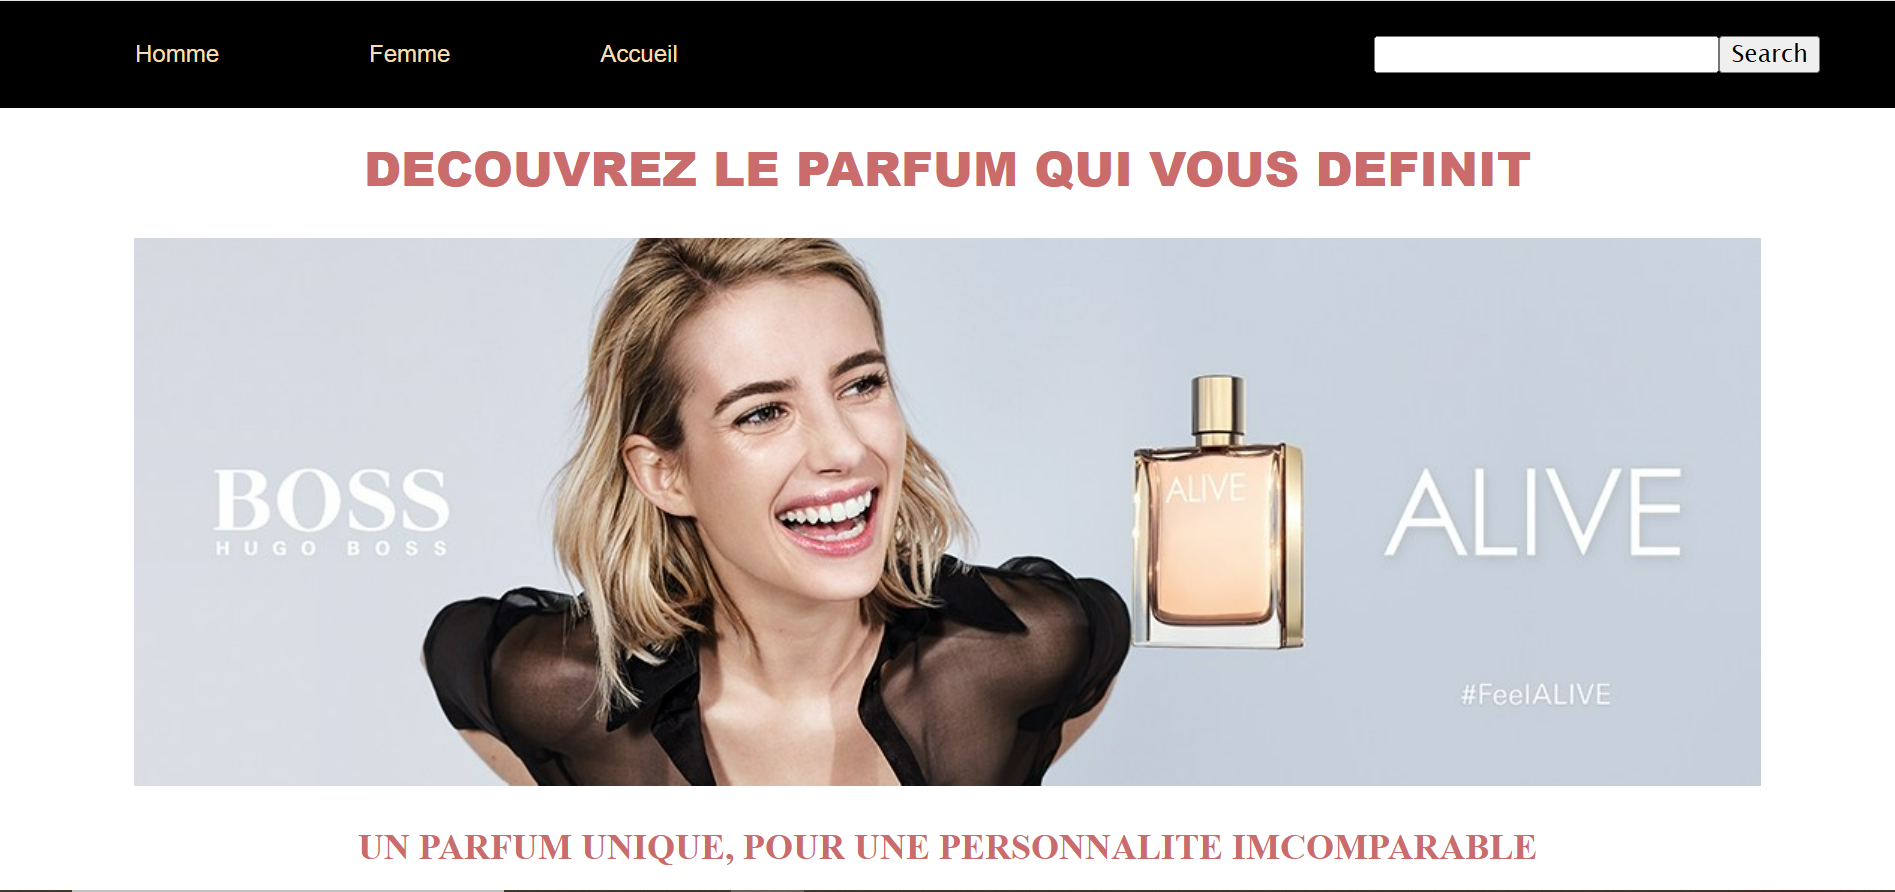 Homme Femme Accueil Search
DECOUVREZ LE PARFUM QUI VOUS DEFINIT
BOSS
HUGO BOSS
ALIVE
ALIVE
#FeelALIVE
UN PARFUM UNIQUE, POUR UNE PERSONNALITE IMCOMPARABLE